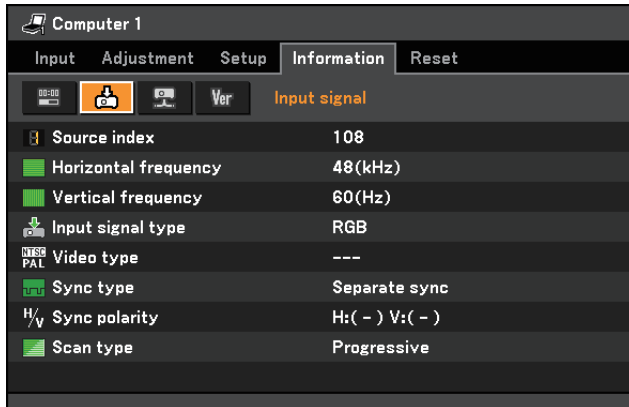 Computer 1
Input Adjustment Setup Information Reset
00:00 Ver Input signal
Source index 108
Horizontal frequency 48(kHz)
Vertical frequency 60(Hz)
Input signal type RGB
NTSC PAL Video type ---
Sync type Separate sync
H/V Sync polarity H:( - ) V:( - )
Scan type Progressive